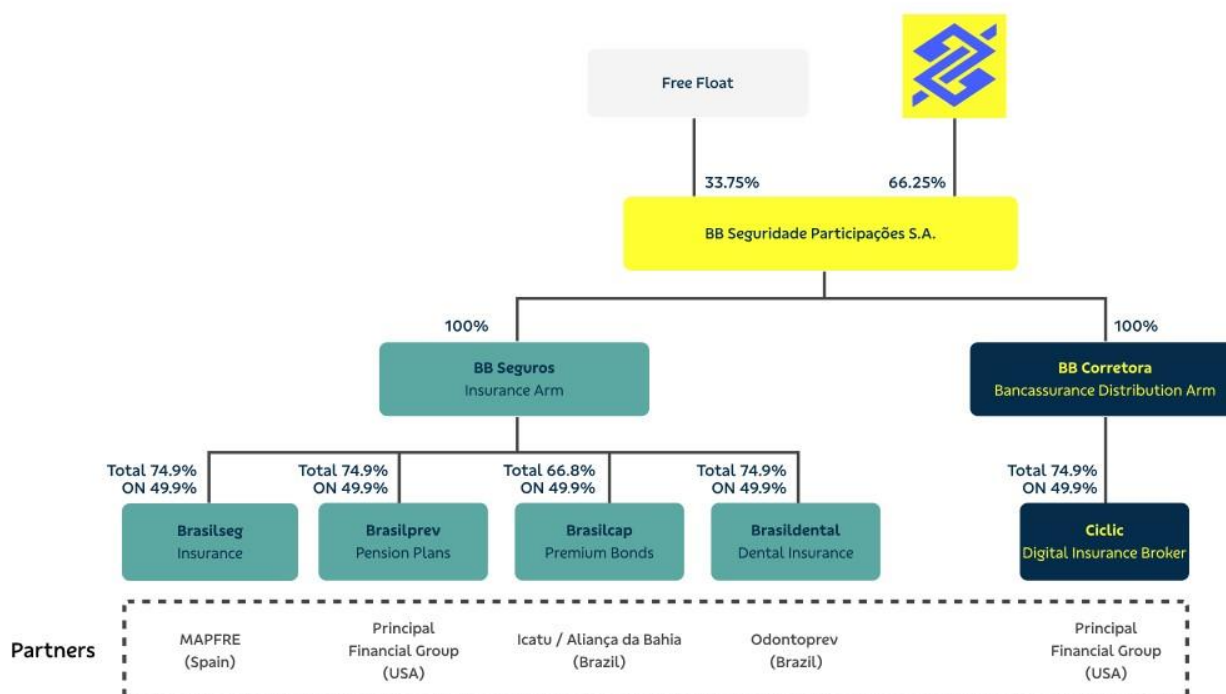 Free Float
33.75%
66.25%
BB Seguridade Participações S.A.
100%
100%
BB Seguros
Insurance Arm
BB Corretora
Bancassurance Distribution Arm
Total 74.9%
ON 49.9%
Total 74.9%
ON 49.9%
Total 66.8%
ON 49.9%
Total 74.9%
ON 49.9%
Total 74.9%
ON 49.9%
Brasilseg
Insurance
Brasilprev
Pension Plans
Brasilcap
Premium Bonds
Brasildental
Dental Insurance
Ciclic
Digital Insurance Broker
Partners
MAPFRE
(Spain)
Principal
Financial Group
(USA)
Icatu / Aliança da Bahia
(Brazil)
Odontoprev
(Brazil)
Principal
Financial Group
(USA)